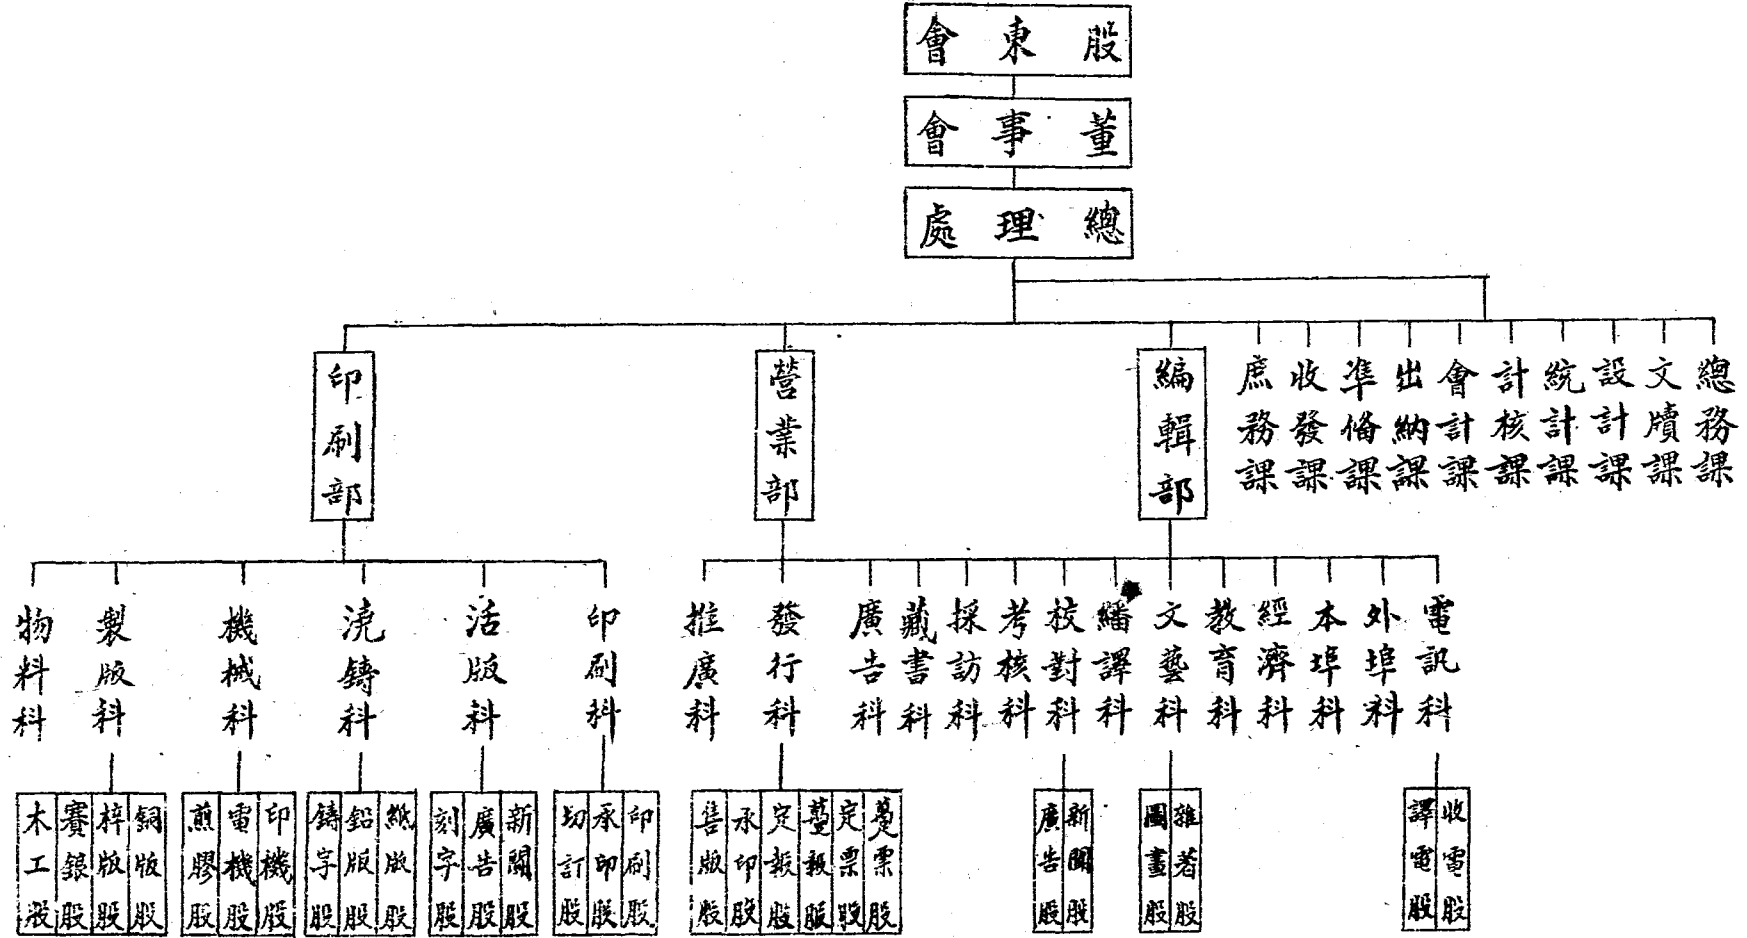 股東會
董事會
總理處
總務課
文牘課
設計課
統計課
計核課
會計課
出納課
準備課
收發課
庶務課
編輯部
營業部
印刷部
電訊科
外埠科
本埠科
經濟科
教育科
文藝科
繙譯科
校對科
考核科
採訪科
藏書科
廣告科
發行科
推廣科
印刷科
活版科
澆鑄科
機械科
製版科
物料科
收電股
譯電股
雜著股
圖畫股
新聞股
廣告股
躉票股
定票股
躉報股
定報股
承印股
售版股
印刷股
承印股
切訂股
新聞股
廣告股
刻字股
紙版股
鉛版股
鑄字股
印機股
電機股
煎膠股
銅版股
梓版股
賽銀股
木工股